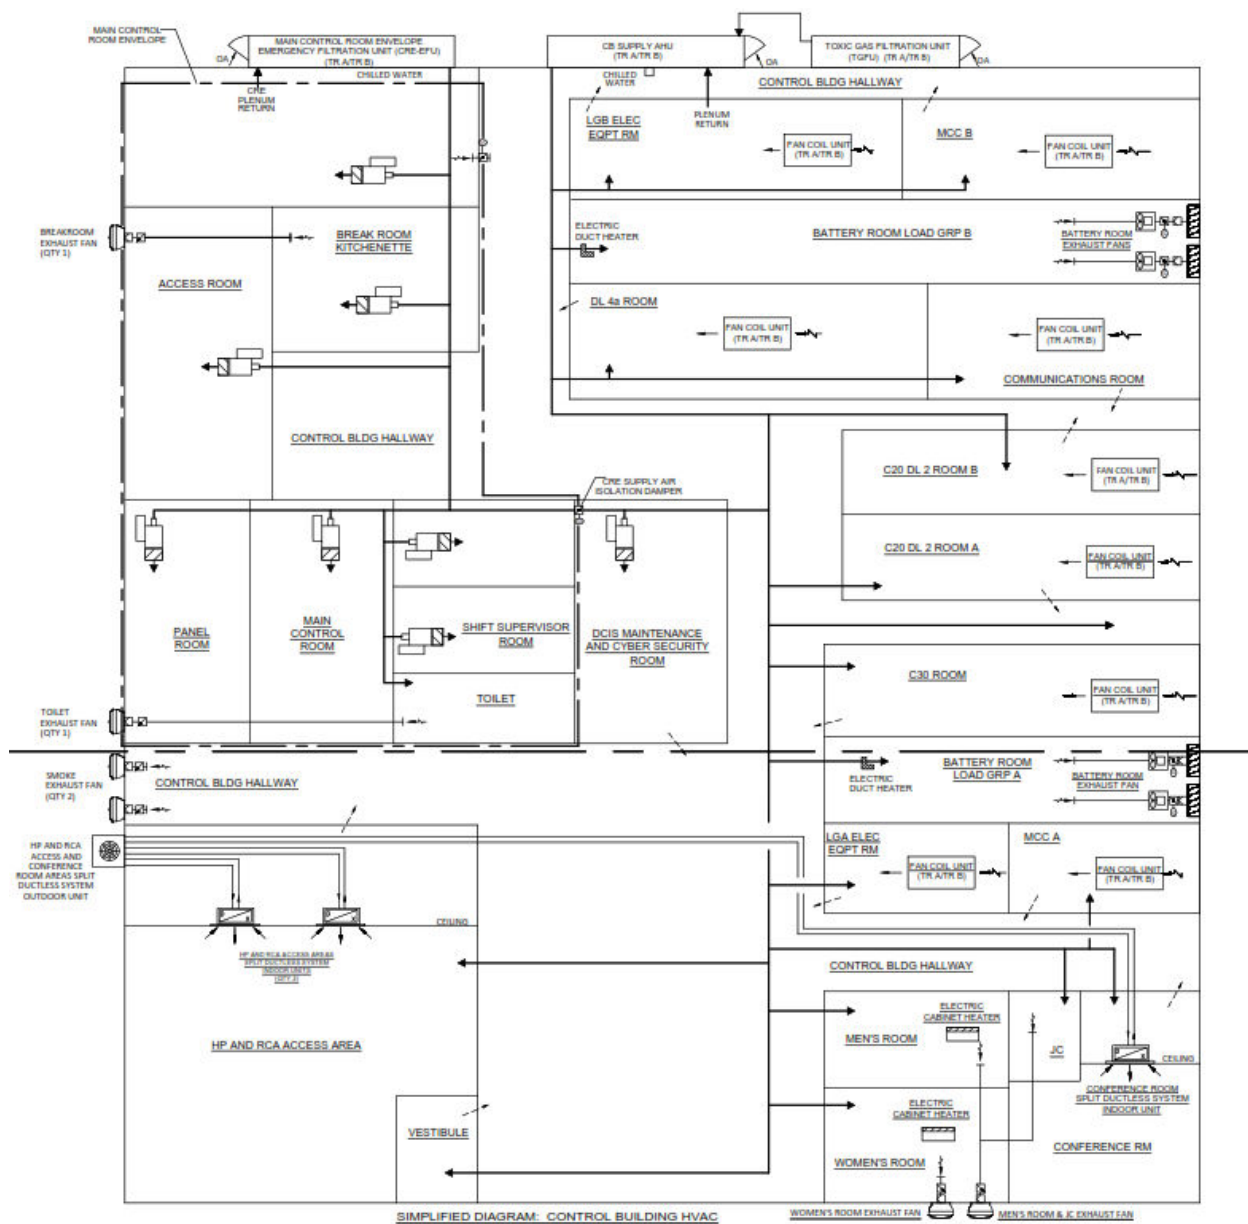 MAIN CONTROL
ROOM ENVELOPE
MAIN CONTROL ROOM ENVELOPE
EMERGENCY FILTRATION UNIT (CRE-EFU)
(TR A/TR B)
OA
CB SUPPLY AHU
(TR A/TR B)
OA
TOXIC GAS FILTRATION UNIT
(TGFU) (TR A/TR B)
OA
CHILLED WATER
CRE
PLENUM
RETURN
CHILLED
WATER
PLENUM
RETURN
CONTROL BLDG HALLWAY
LGB ELEC
EQPT RM
FAN COIL UNIT
(TR A/TR B)
MCC B
FAN COIL UNIT
(TR A/TR B)
BREAKROOM
EXHAUST FAN
(QTY 1)
BREAK ROOM
KITCHENETTE
ACCESS ROOM
ELECTRIC
DUCT HEATER
BATTERY ROOM LOAD GRP B
BATTERY ROOM
EXHAUST FANS
DL 4a ROOM
FAN COIL UNIT
(TR A/TR B)
FAN COIL UNIT
(TR A/TR B)
COMMUNICATIONS ROOM
CONTROL BLDG HALLWAY
CRE SUPPLY AIR
ISOLATION DAMPER
C20 DL 2 ROOM B
FAN COIL UNIT
(TR A/TR B)
C20 DL 2 ROOM A
FAN COIL UNIT
(TR A/TR B)
PANEL
ROOM
MAIN
CONTROL
ROOM
SHIFT SUPERVISOR
ROOM
DCIS MAINTENANCE
AND CYBER SECURITY
ROOM
TOILET
C30 ROOM
FAN COIL UNIT
(TR A/TR B)
TOILET
EXHAUST FAN
(QTY 1)
SMOKE
EXHAUST FAN
(QTY 2)
CONTROL BLDG HALLWAY
ELECTRIC
DUCT HEATER
BATTERY ROOM
LOAD GRP A
BATTERY ROOM
EXHAUST FAN
HP AND RCA
ACCESS AND
CONFERENCE
ROOM AREAS SPLIT
DUCTLESS SYSTEM
OUTDOOR UNIT
LGA ELEC
EQPT RM
FAN COIL UNIT
(TR A/TR B)
MCC A
FAN COIL UNIT
(TR A/TR B)
CEILING
HP AND RCA ACCESS AREAS
SPLIT DUCTLESS SYSTEM
INDOOR UNITS
(QTY 2)
CONTROL BLDG HALLWAY
HP AND RCA ACCESS AREA
MEN'S ROOM
ELECTRIC
CABINET HEATER
JC
CEILING
CONFERENCE ROOM
SPLIT DUCTLESS SYSTEM
INDOOR UNIT
ELECTRIC
CABINET HEATER
VESTIBULE
WOMEN'S ROOM
CONFERENCE RM
WOMEN'S ROOM EXHAUST FAN
MEN'S ROOM & JC EXHAUST FAN
SIMPLIFIED DIAGRAM: CONTROL BUILDING HVAC